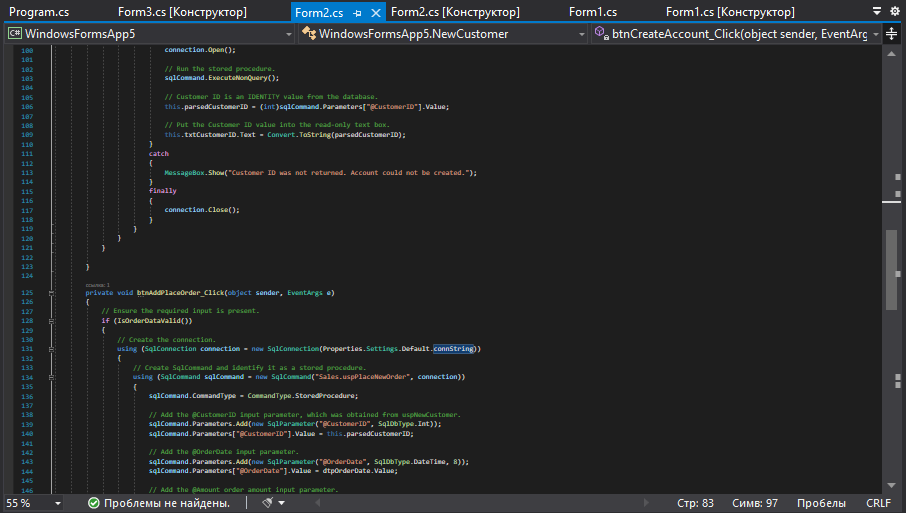 Program.cs Form3.cs [Конструктор] Form2.cs Form2.cs [Конструктор] Form1.cs Form1.cs [Конструктор]
C# WindowsFormsApp5 WindowsFormsApp5.NewCustomer btnCreateAccount_Click(object sender, EventArg
100 connection.Open();
101
102 // Run the stored procedure.
103 sqlCommand.ExecuteNonQuery();
104
105 // Customer ID is an IDENTITY value from the database.
106 this.parsedCustomerID = (int)sqlCommand.Parameters["@CustomerID"].Value;
107
108 // Put the Customer ID value into the read-only text box.
109 this.txtCustomerID.Text = Convert.ToString(parsedCustomerID);
110 }
111 catch
112 {
113 MessageBox.Show("Customer ID was not returned. Account could not be created.");
114 }
115 finally
116 {
117 connection.Close();
118 }
119 }
120 }
121 }
122
123 }
124
125 private void btnAddPlaceOrder_Click(object sender, EventArgs e)
126 {
127 // Ensure the required input is present.
128 if (IsOrderDataValid())
129 {
130 // Create the connection.
131 using (SqlConnection connection = new SqlConnection(Properties.Settings.Default.connString))
132 {
133 // Create SqlCommand and identify it as a stored procedure.
134 using (SqlCommand sqlCommand = new SqlCommand("Sales.uspPlaceNewOrder", connection))
135 {
136 sqlCommand.CommandType = CommandType.StoredProcedure;
137
138 // Add the @CustomerID input parameter, which was obtained from uspNewCustomer.
139 sqlCommand.Parameters.Add(new SqlParameter("@CustomerID", SqlDbType.Int));
140 sqlCommand.Parameters["@CustomerID"].Value = this.parsedCustomerID;
141
142 // Add the @OrderDate input parameter.
143 sqlCommand.Parameters.Add(new SqlParameter("@OrderDate", SqlDbType.DateTime, 8));
144 sqlCommand.Parameters["@OrderDate"].Value = dtpOrderDate.Value;
145
146 // Add the @Amount order amount input parameter.
55 % Проблемы не найдены. Стр: 83 Симв: 97 Пробелы CRLF